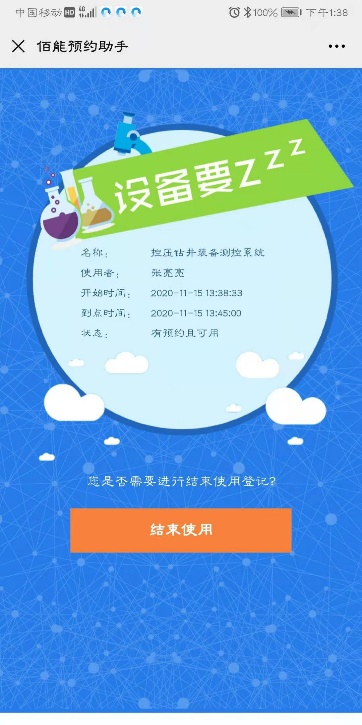 中国移动 HD 100% 下午1:38
佰能预约助手
设备要Zzz
名称： 控压钻井装备测控系统
使用者： 张亮亮
开始时间： 2020-11-15 13:38:33
到点时间： 2020-11-15 13:45:00
状态： 有预约且可用
您是否需要进行结束使用登记?
结束使用